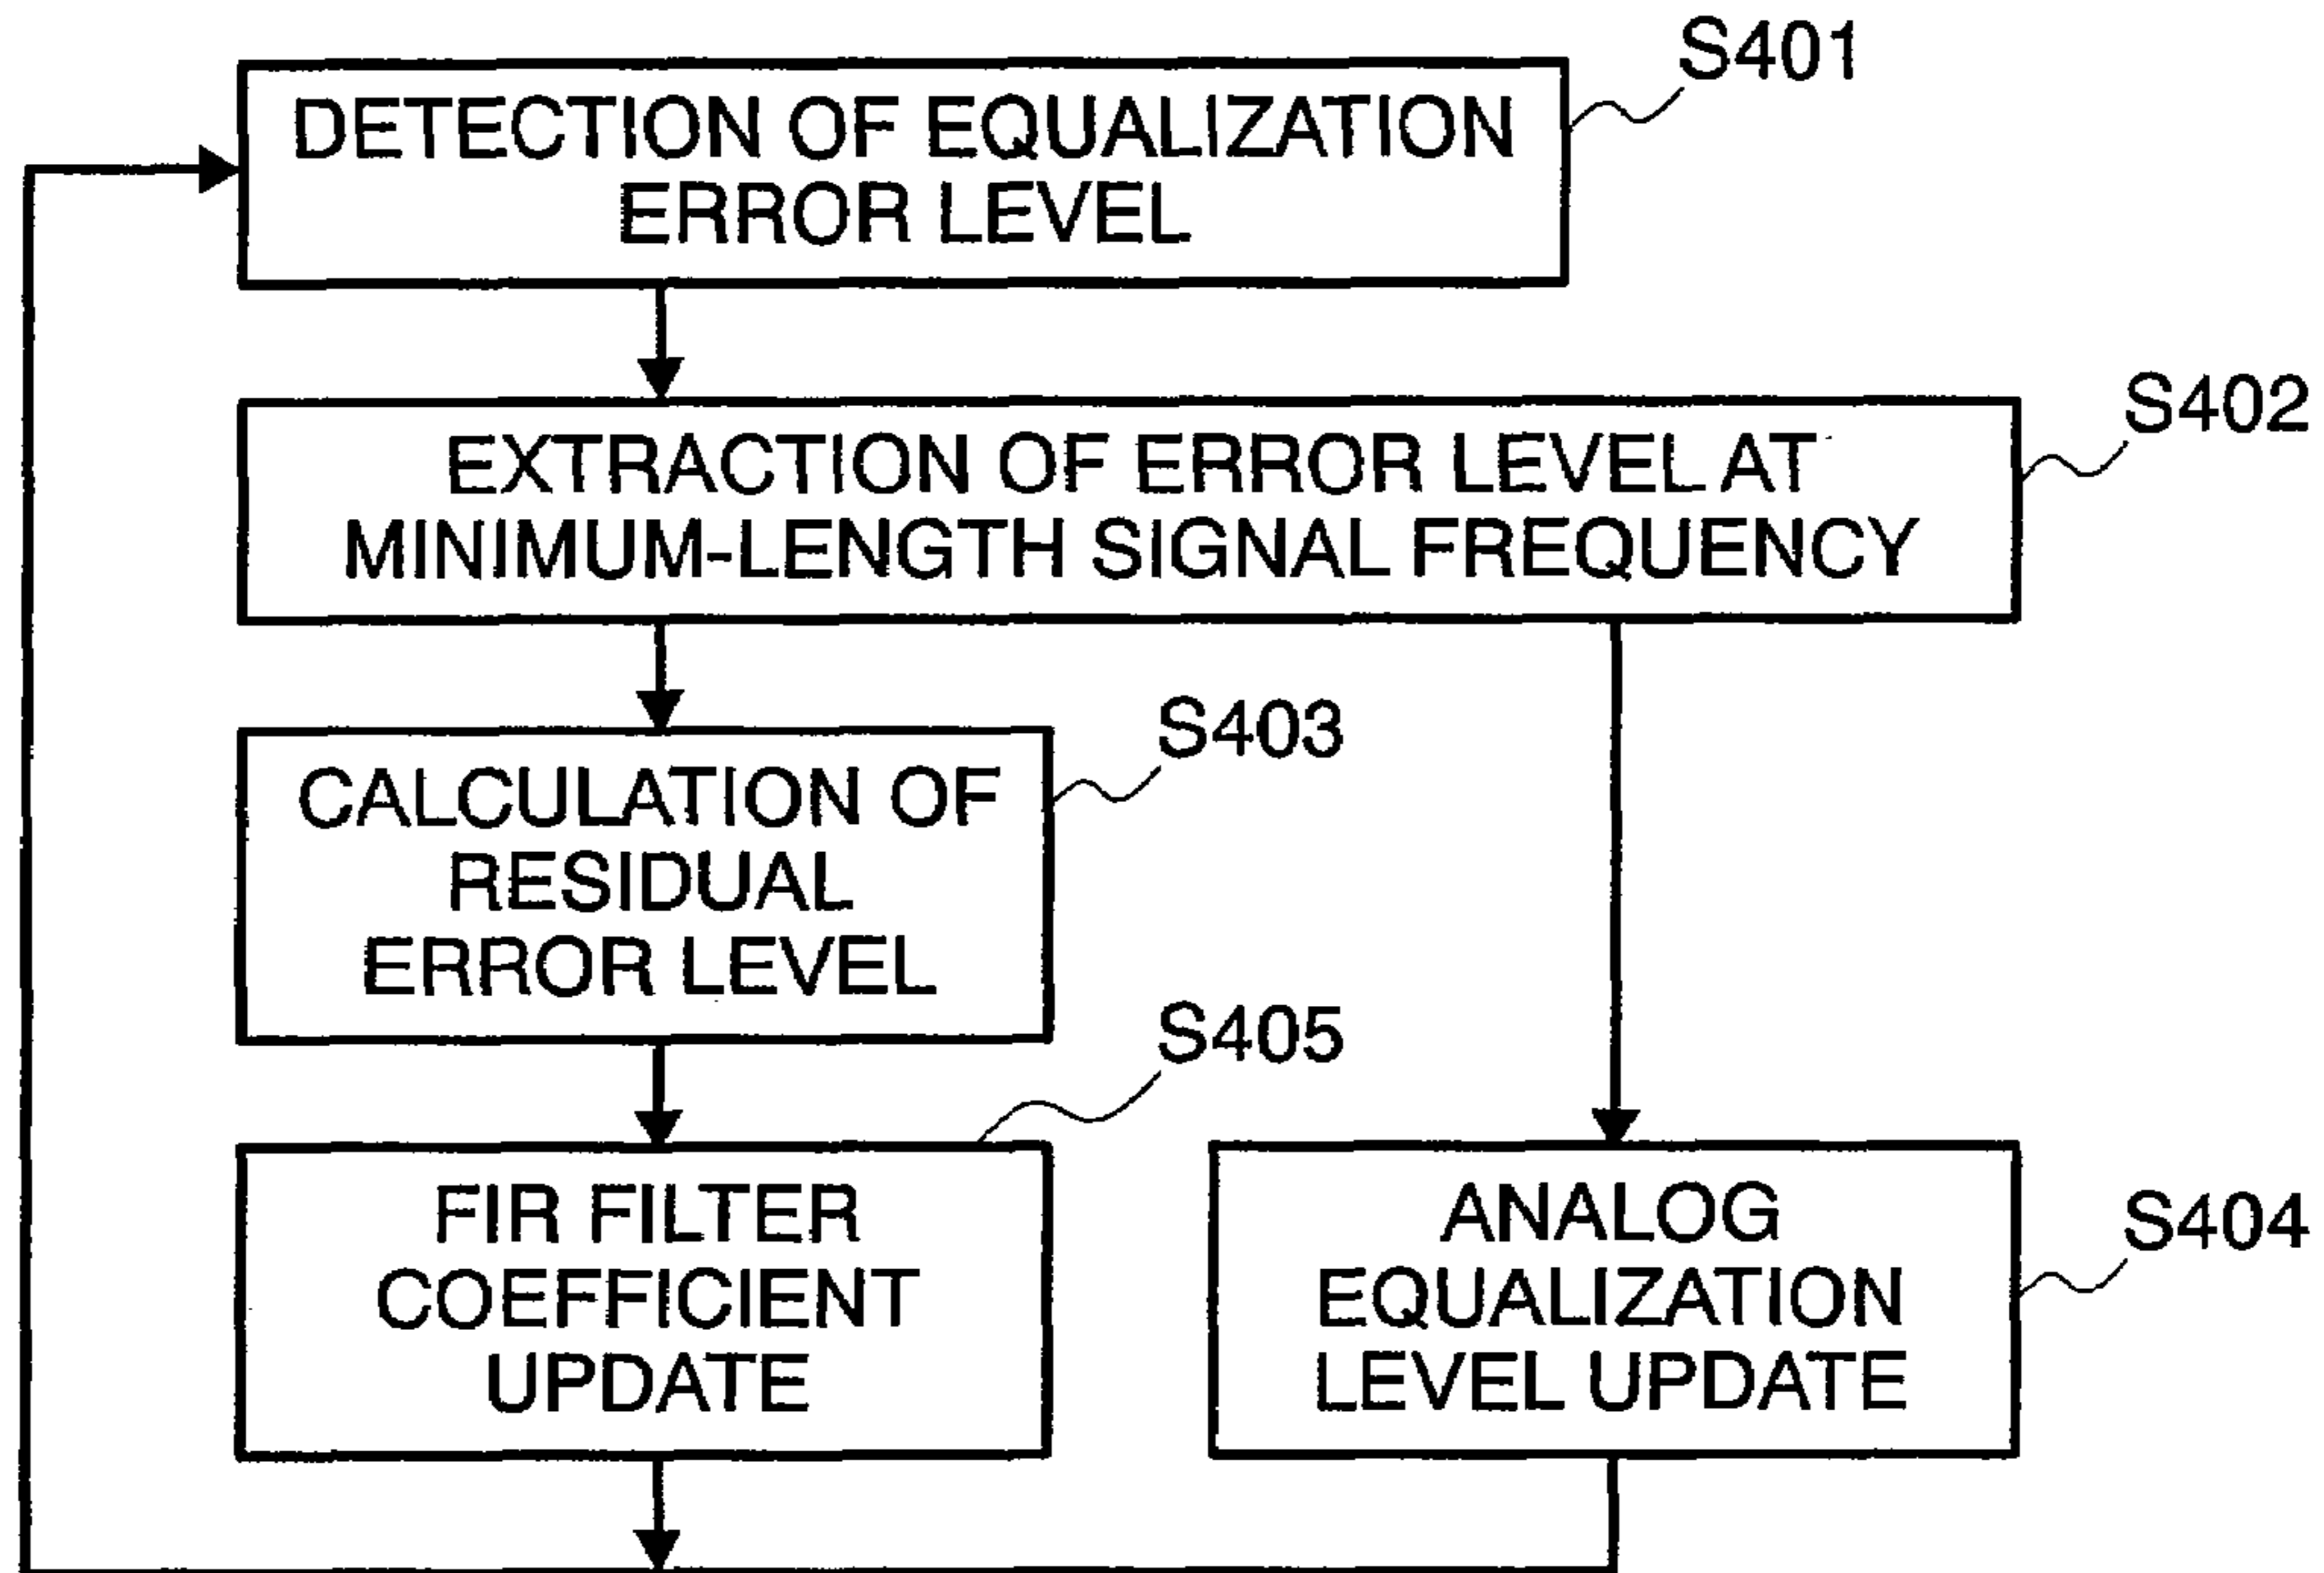 S401
DETECTION OF EQUALIZATION
ERROR LEVEL
S402
EXTRACTION OF ERROR LEVEL AT
MINIMUM-LENGTH SIGNAL FREQUENCY
S403
CALCULATION OF
RESIDUAL
ERROR LEVEL
S405
FIR FILTER
COEFFICIENT
UPDATE
S404
ANALOG
EQUALIZATION
LEVEL UPDATE